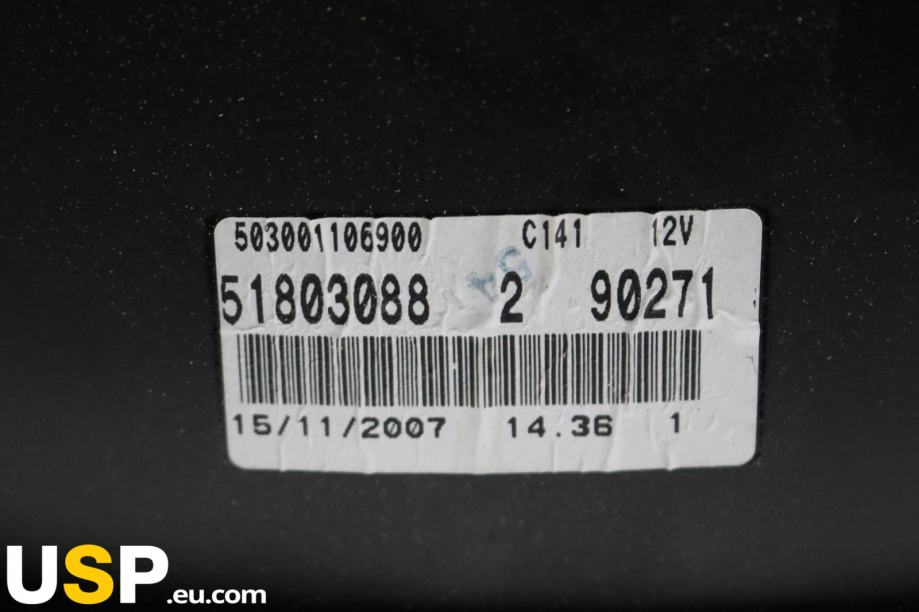 503001106900 C141 12V
51803088 2 90271
15/11/2007 14.36 1
USP.eu.com